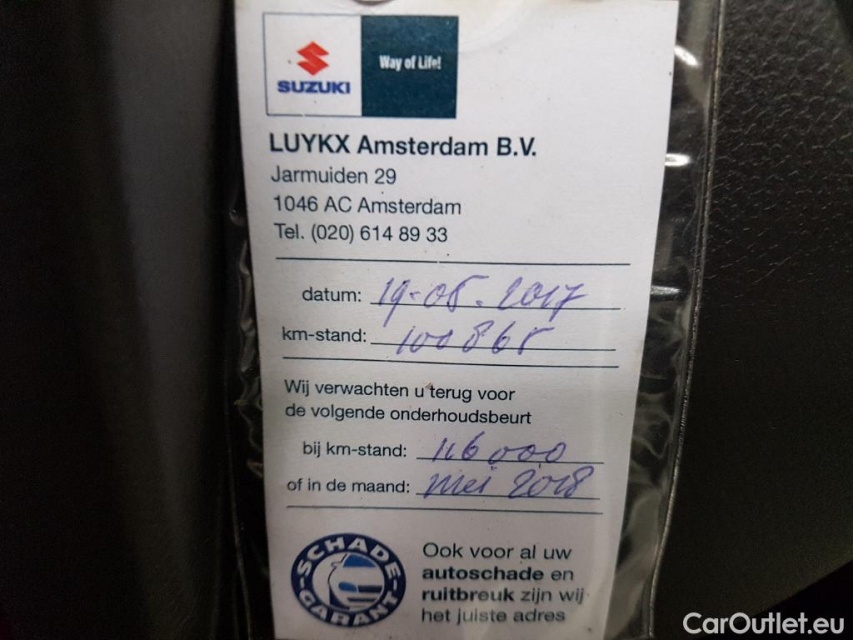 SUZUKI
Way of Life!
LUYKX Amsterdam B.V.
Jarmuiden 29
1046 AC Amsterdam
Tel. (020) 614 89 33
datum: 19-05-2017
km-stand: 100865
Wij verwachten u terug voor
de volgende onderhoudsbeurt
bij km-stand: 116000
of in de maand: mei 2018
SCHADE-
GARANT-
Ook voor al uw
autoschade en
ruitbreuk zijn wij
het juiste adres
CarOutlet.eu